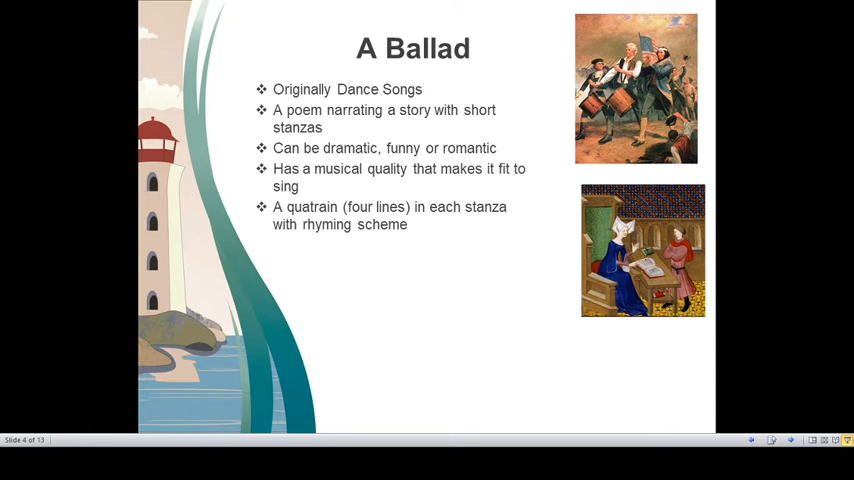 A Ballad
❖ Originally Dance Songs
❖ A poem narrating a story with short
stanzas
❖ Can be dramatic, funny or romantic
❖ Has a musical quality that makes it fit to
sing
❖ A quatrain (four lines) in each stanza
with rhyming scheme
Slide 4 of 13